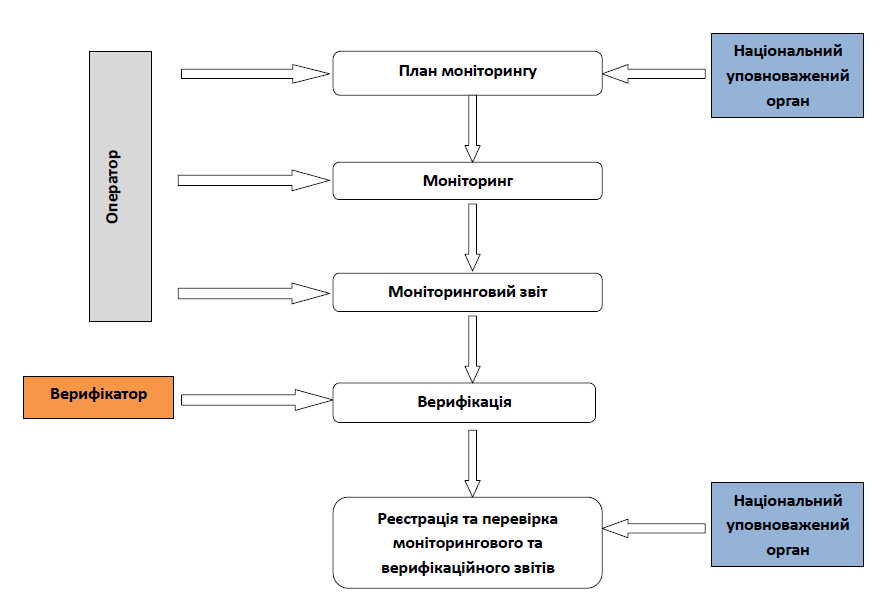 Національний
уповноважений
орган
План моніторингу
Оператор
Моніторинг
Моніторинговий звіт
Верифікатор
Верифікація
Національний
уповноважений
орган
Реєстрація та перевірка
моніторингового та
верифікаційного звітів